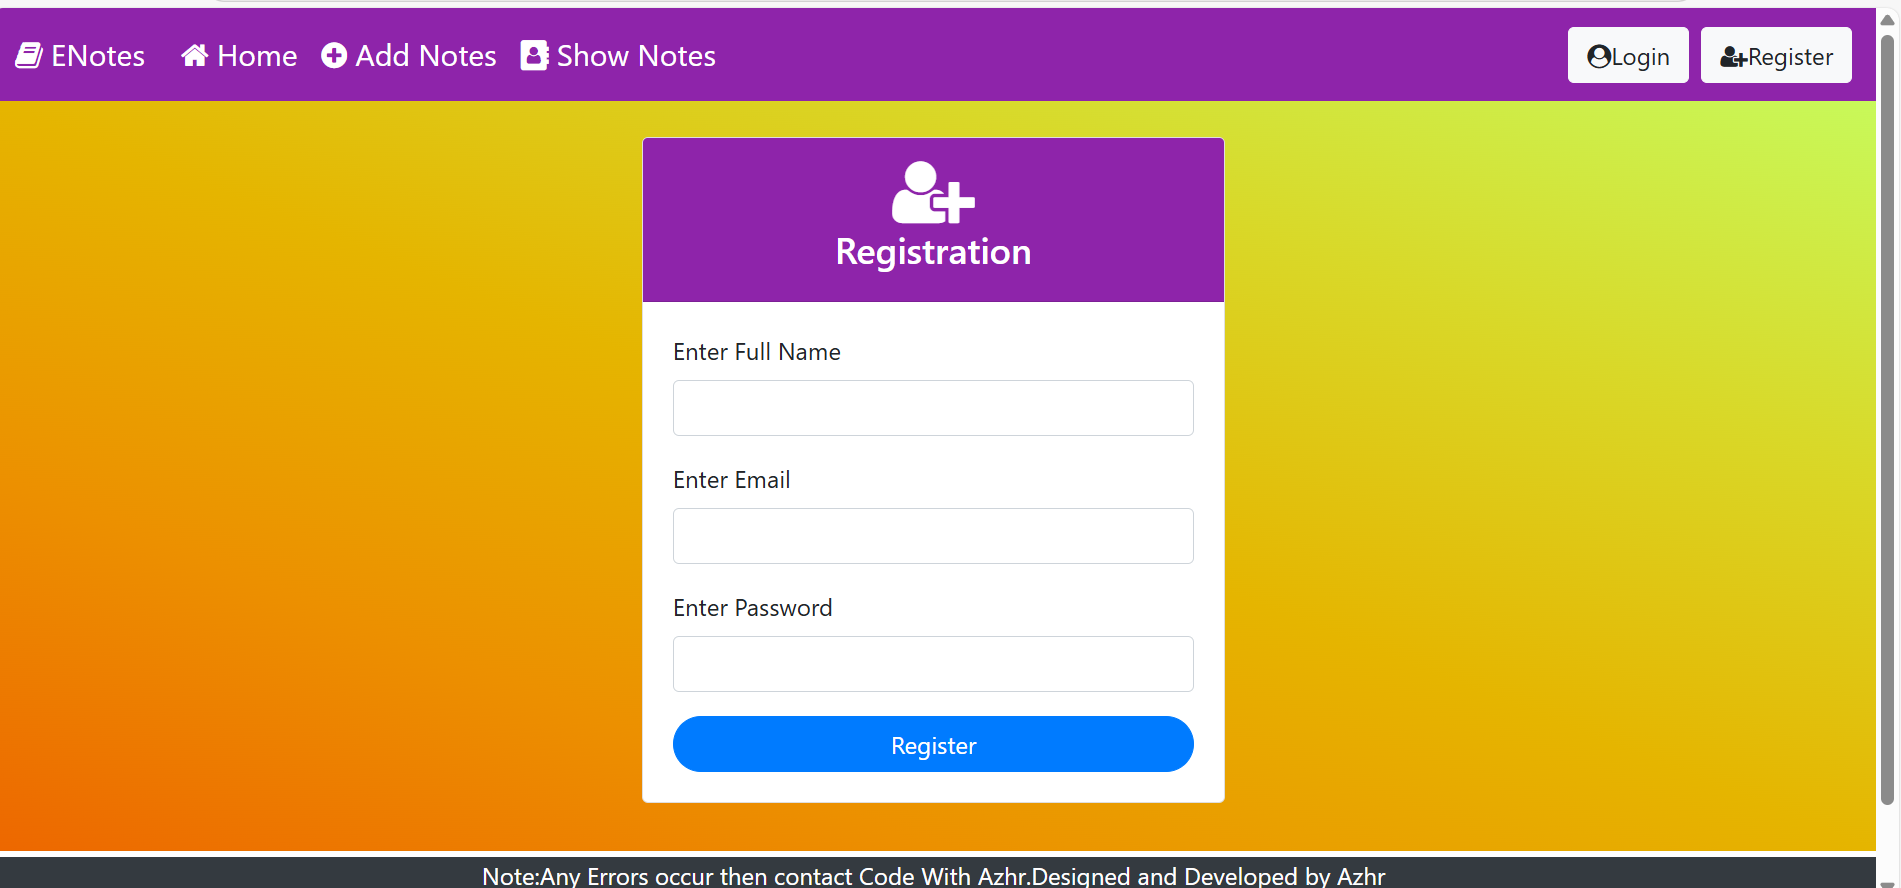 ENotes Home Add Notes Show Notes Login Register
Registration
Enter Full Name
Enter Email
Enter Password
Register
Note:Any Errors occur then contact Code With Azhr.Designed and Developed by Azhr